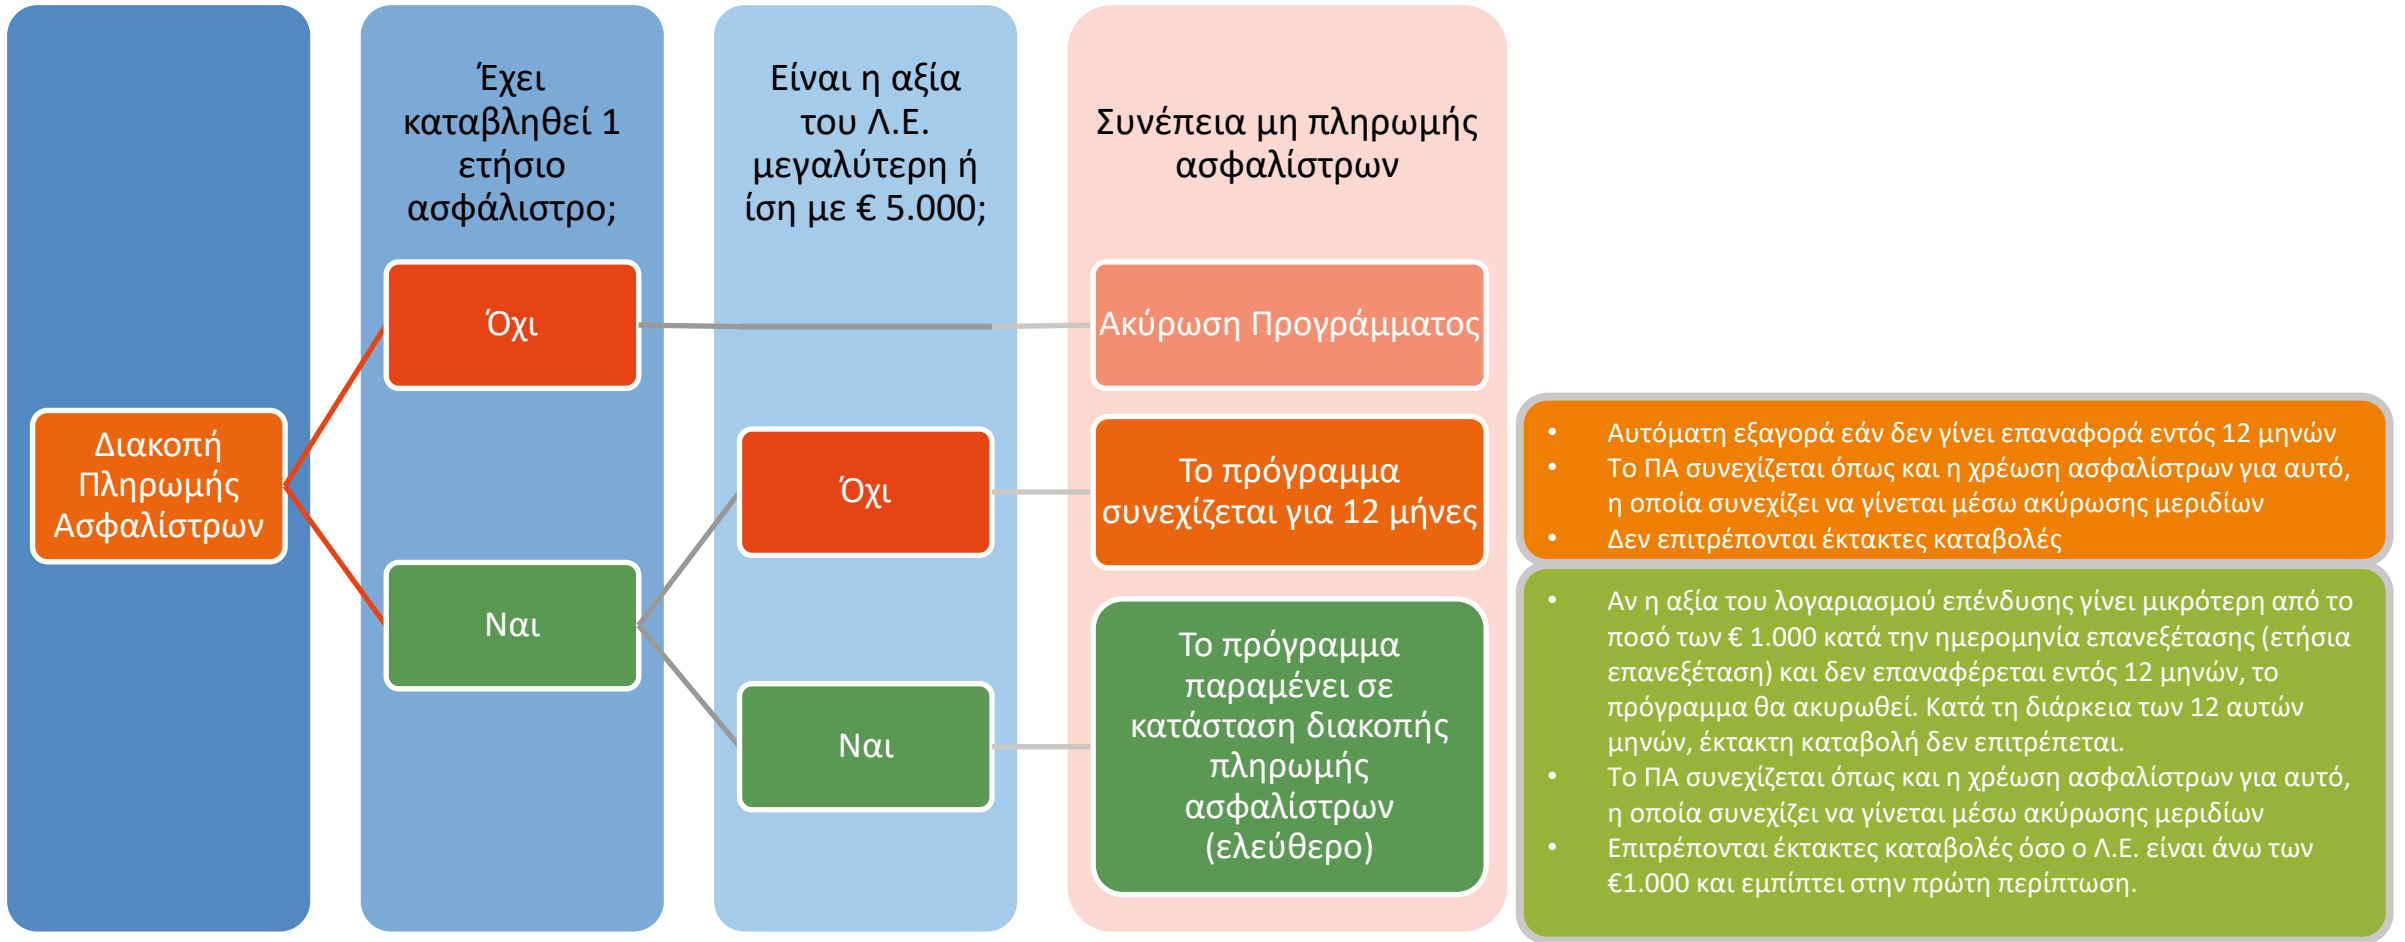 Έχει
καταβληθεί 1
ετήσιο
ασφάλιστρο;
Είναι η αξία
του Λ.Ε.
μεγαλύτερη ή
ίση με € 5.000;
Συνέπεια μη πληρωμής
ασφαλίστρων
Διακοπή
Πληρωμής
Ασφαλίστρων
Όχι
Ακύρωση Προγράμματος
Ναι
Όχι
Το πρόγραμμα
συνεχίζεται για 12 μήνες
• Αυτόματη εξαγορά εάν δεν γίνει επαναφορά εντός 12 μηνών
• Το ΠΑ συνεχίζεται όπως και η χρέωση ασφαλίστρων για αυτό,
η οποία συνεχίζει να γίνεται μέσω ακύρωσης μεριδίων
• Δεν επιτρέπονται έκτακτες καταβολές
Ναι
Το πρόγραμμα
παραμένει σε
κατάσταση διακοπής
πληρωμής
ασφαλίστρων
(ελεύθερο)
• Αν η αξία του λογαριασμού επένδυσης γίνει μικρότερη από το
ποσό των € 1.000 κατά την ημερομηνία επανεξέτασης (ετήσια
επανεξέταση) και δεν επαναφέρεται εντός 12 μηνών, το
πρόγραμμα θα ακυρωθεί. Κατά τη διάρκεια των 12 αυτών
μηνών, έκτακτη καταβολή δεν επιτρέπεται.
• Το ΠΑ συνεχίζεται όπως και η χρέωση ασφαλίστρων για αυτό,
η οποία συνεχίζει να γίνεται μέσω ακύρωσης μεριδίων
• Επιτρέπονται έκτακτες καταβολές όσο ο Λ.Ε. είναι άνω των
€1.000 και εμπίπτει στην πρώτη περίπτωση.